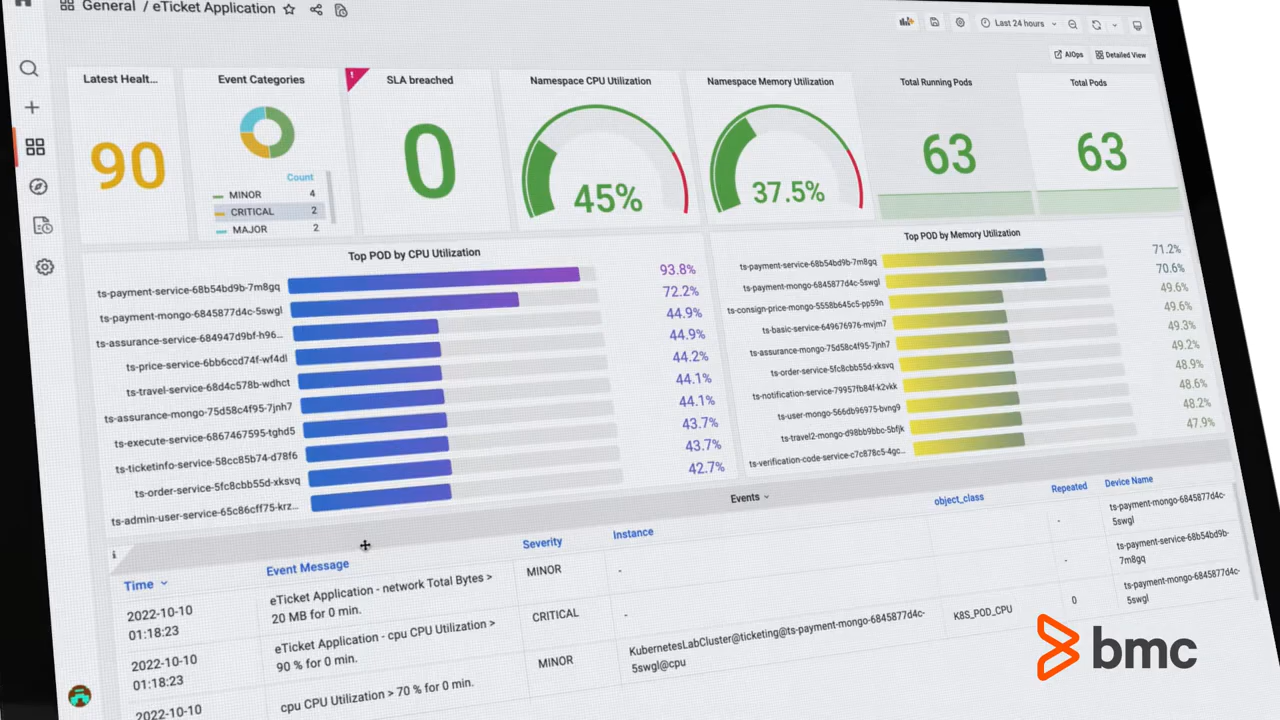 General / eTicket Application
Last 24 hours
AIOps
Detailed View
Latest Healt...
90
Event Categories
Count
MINOR 4
CRITICAL 2
MAJOR 2
SLA breached
0
Namespace CPU Utilization
45%
Namespace Memory Utilization
37.5%
Total Running Pods
63
Total Pods
63
Top POD by CPU Utilization
ts-payment-service-68b54bd9b-7m8gq 93.8%
ts-payment-mongo-6845877d4c-5swgl 72.2%
ts-assurance-service-684947d9bf-h96... 44.9%
ts-price-service-6bb6ccd74f-wf4dl 44.9%
ts-travel-service-68d4c578b-wdhct 44.2%
ts-assurance-mongo-75d58c4f95-7jnh7 44.1%
ts-execute-service-6867467595-tghd5 44.1%
ts-ticketinfo-service-58cc85b74-d78f6 43.7%
ts-order-service-5fc8cbb55d-xksvq 43.7%
ts-admin-user-service-65c86cff75-krz... 42.7%
Top POD by Memory Utilization
ts-payment-service-68b54bd9b-7m8gq 71.2%
ts-payment-mongo-6845877d4c-5swgl 70.6%
ts-consign-price-mongo-5558b645c5-pp59n 49.6%
ts-basic-service-649676976-mvjm7 49.6%
ts-assurance-mongo-75d58c4f95-7jnh7 49.3%
ts-order-service-5fc8cbb55d-xksvq 49.2%
ts-notification-service-79957fb84f-k2vkk 48.9%
ts-user-mongo-566db96975-bvng9 48.6%
ts-travel2-mongo-d98bb9bbc-5bfjk 48.2%
ts-verification-code-service-c7c878c5-4gc... 47.9%
Events
Time Event Message Severity Instance object_class Repeated Device Name
2022-10-10
01:18:23
eTicket Application - network Total Bytes >
20 MB for 0 min.
MINOR
-
-
ts-payment-mongo-6845877d4c-
5swgl
2022-10-10
01:18:23
eTicket Application - cpu CPU Utilization >
90 % for 0 min.
CRITICAL
-
-
ts-payment-service-68b54bd9b-
7m8gq
2022-10-10
cpu CPU Utilization > 70 % for 0 min.
MINOR
KubernetesLabCluster@ticketing@ts-payment-mongo-6845877d4c-
5swgl@cpu
K8S_POD_CPU
0
ts-payment-mongo-6845877d4c-
5swgl
bmc